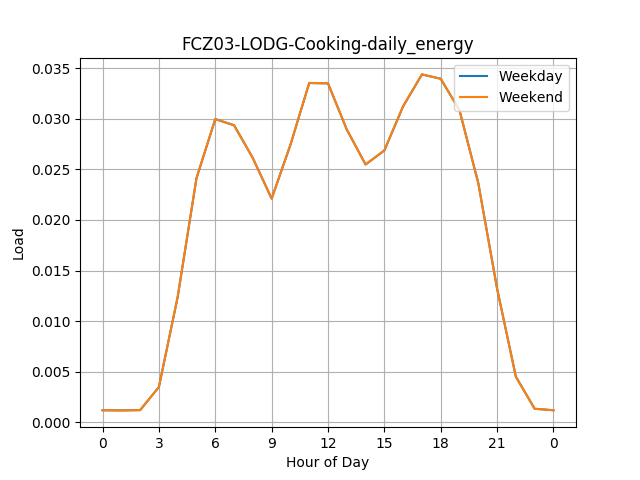 FCZ03-LODG-Cooking-daily_energy
Weekday
Weekend
Load
0.035
0.030
0.025
0.020
0.015
0.010
0.005
0.000
0 3 6 9 12 15 18 21 0
Hour of Day